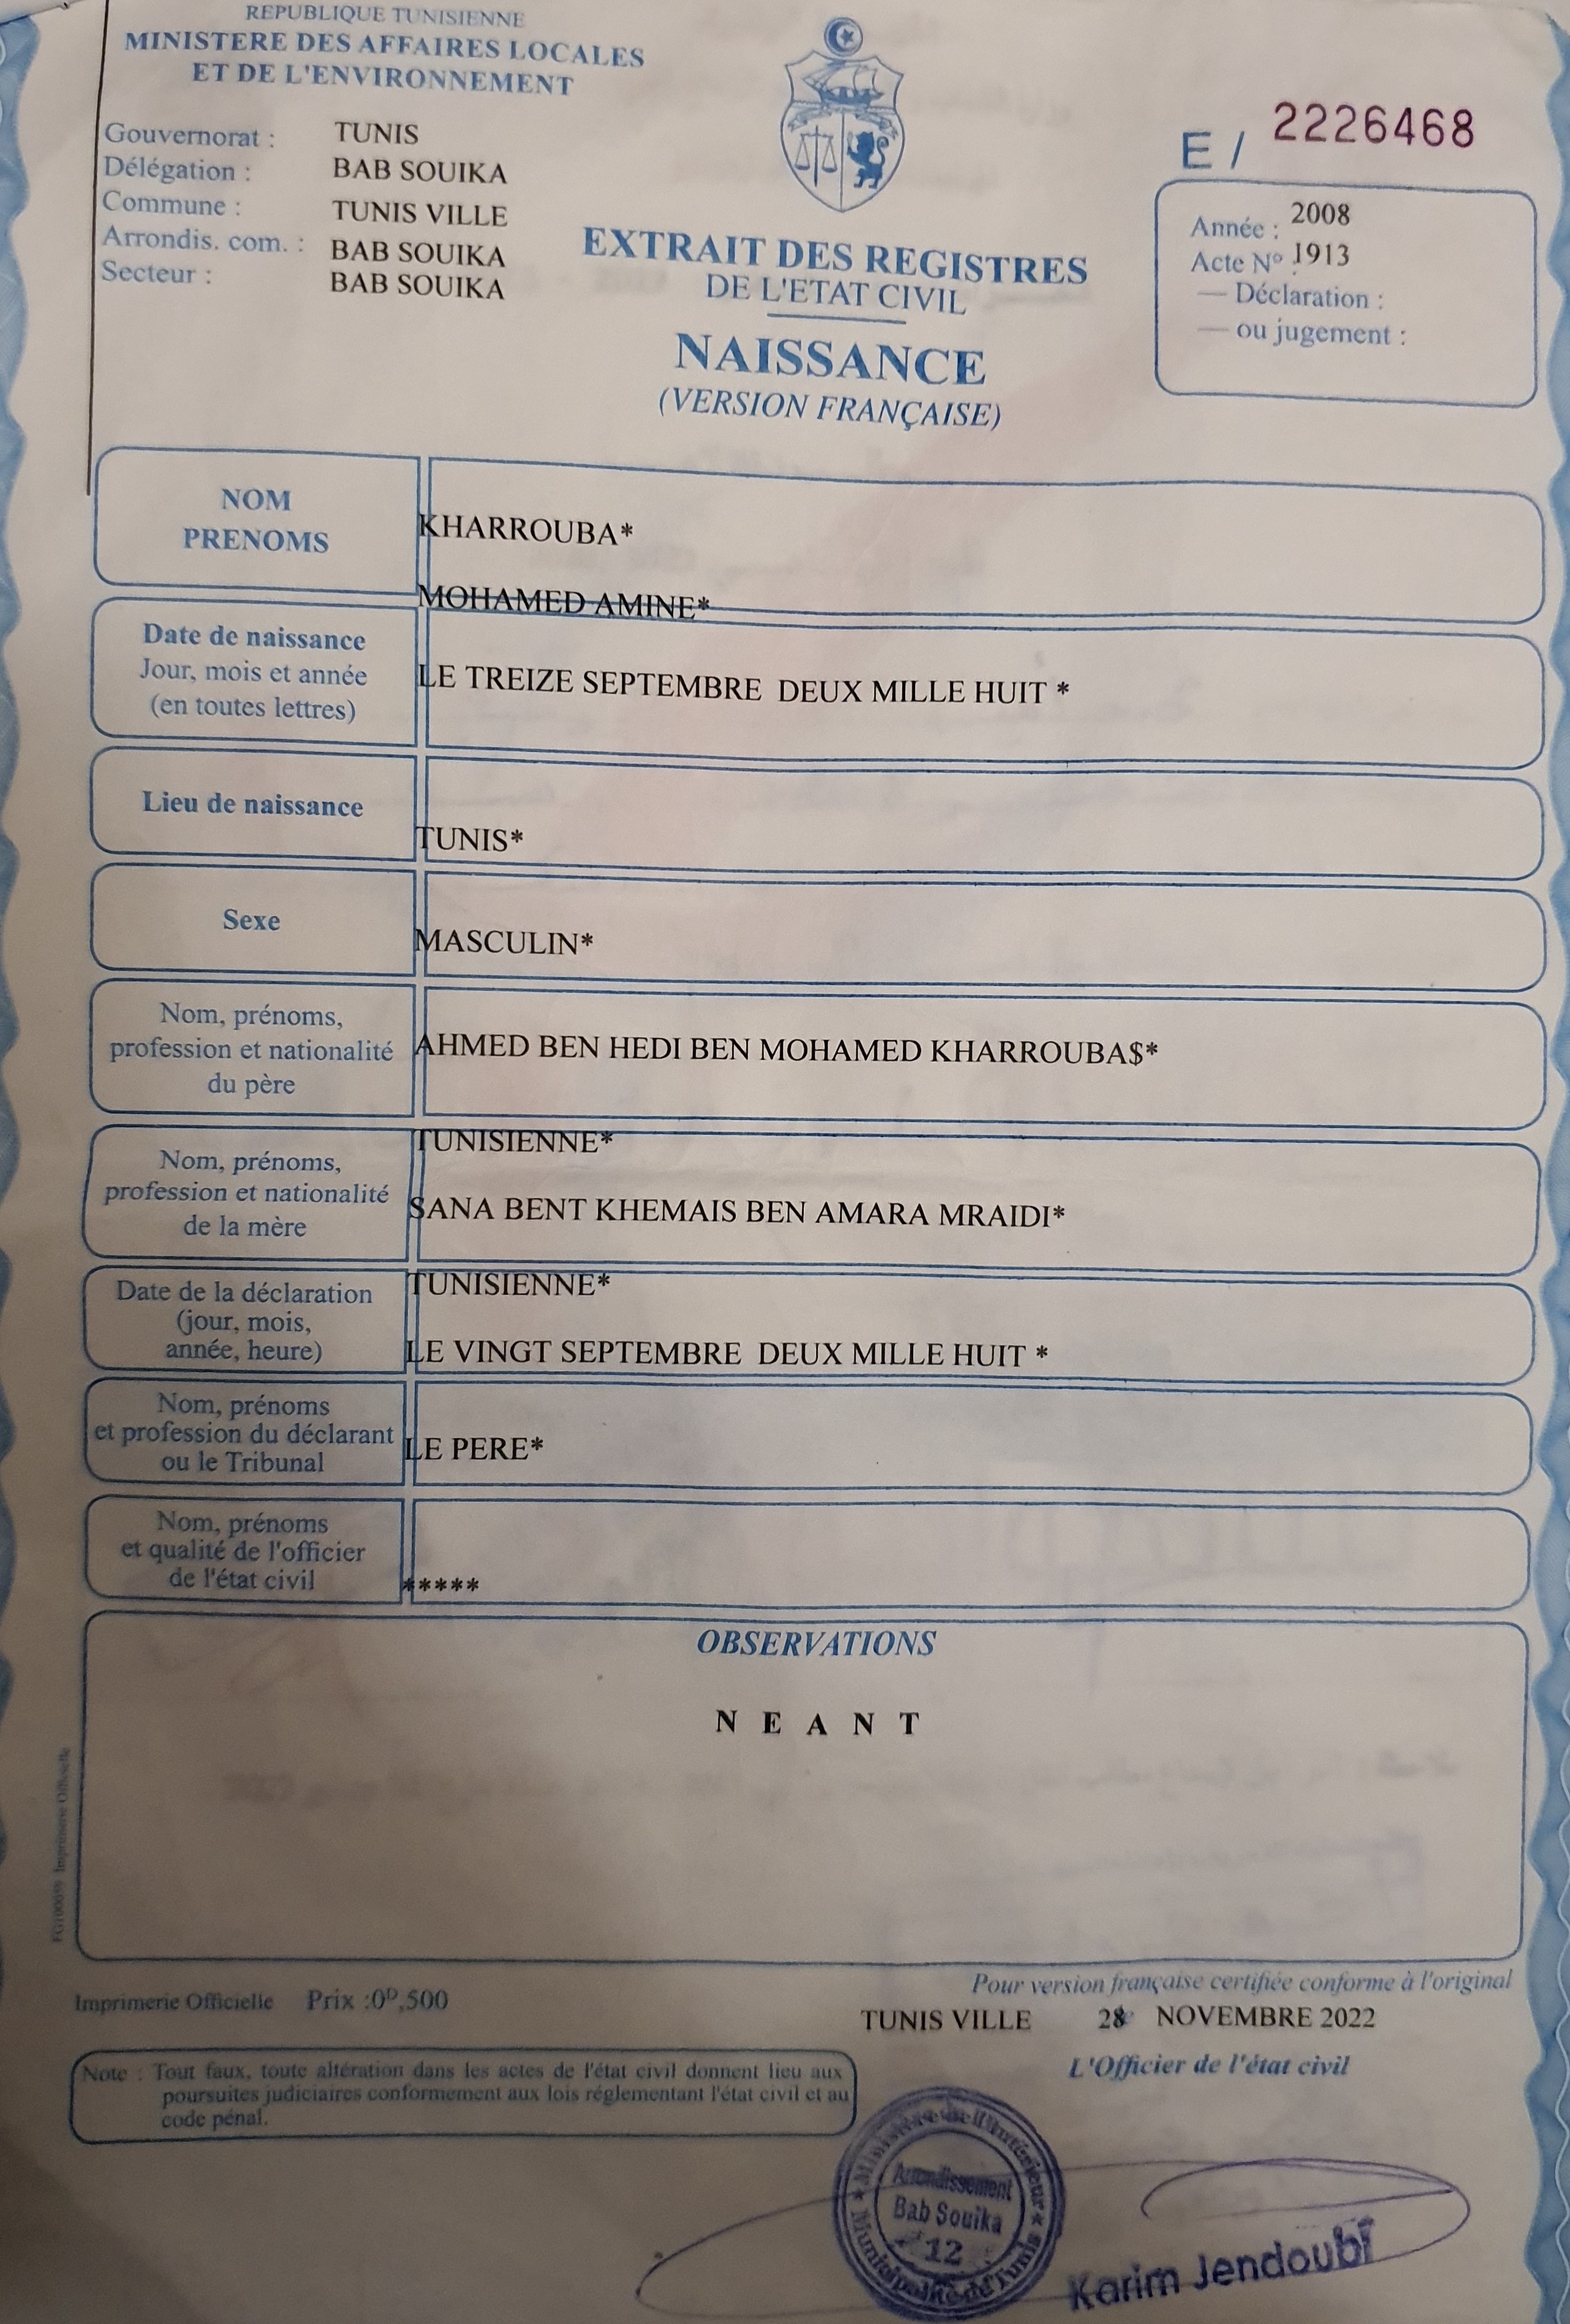 REPUBLIQUE TUNISIENNE
MINISTERE DES AFFAIRES LOCALES
ET DE L'ENVIRONNEMENT
Gouvernorat : TUNIS
Délégation : BAB SOUIKA
Commune : TUNIS VILLE
Arrondis. com. : BAB SOUIKA
Secteur : BAB SOUIKA
E / 2226468
Année : 2008
Acte N° : 1913
— Déclaration :
— ou jugement :
EXTRAIT DES REGISTRES
DE L'ETAT CIVIL
NAISSANCE
(VERSION FRANÇAISE)
NOM
PRENOMS
KHARROUBA*
MOHAMED AMINE*
Date de naissance
Jour, mois et année
(en toutes lettres)
LE TREIZE SEPTEMBRE DEUX MILLE HUIT *
Lieu de naissance
TUNIS*
Sexe
MASCULIN*
Nom, prénoms,
profession et nationalité
du père
AHMED BEN HEDI BEN MOHAMED KHARROUBA$*
TUNISIENNE*
Nom, prénoms,
profession et nationalité
de la mère
SANA BENT KHEMAIS BEN AMARA MRAIDI*
TUNISIENNE*
Date de la déclaration
(jour, mois,
année, heure)
LE VINGT SEPTEMBRE DEUX MILLE HUIT *
Nom, prénoms
et profession du déclarant
ou le Tribunal
LE PERE*
Nom, prénoms
et qualité de l'officier
de l'état civil
*****
OBSERVATIONS
N E A N T
Imprimerie Officielle
Imprimerie Officielle Prix :0ᴰ,500
Pour version française certifiée conforme à l'original
TUNIS VILLE NOVEMBRE 2022
L'Officier de l'état civil
Note : Tout faux, toute altération dans les actes de l'état civil donnent lieu aux
poursuites judiciaires conformement aux lois réglementant l'état civil et au
code pénal.
Ministère de l'Intérieur
Arrondissement
Bab Souika
12
Municipalité de Tunis
Karim Jendoubi